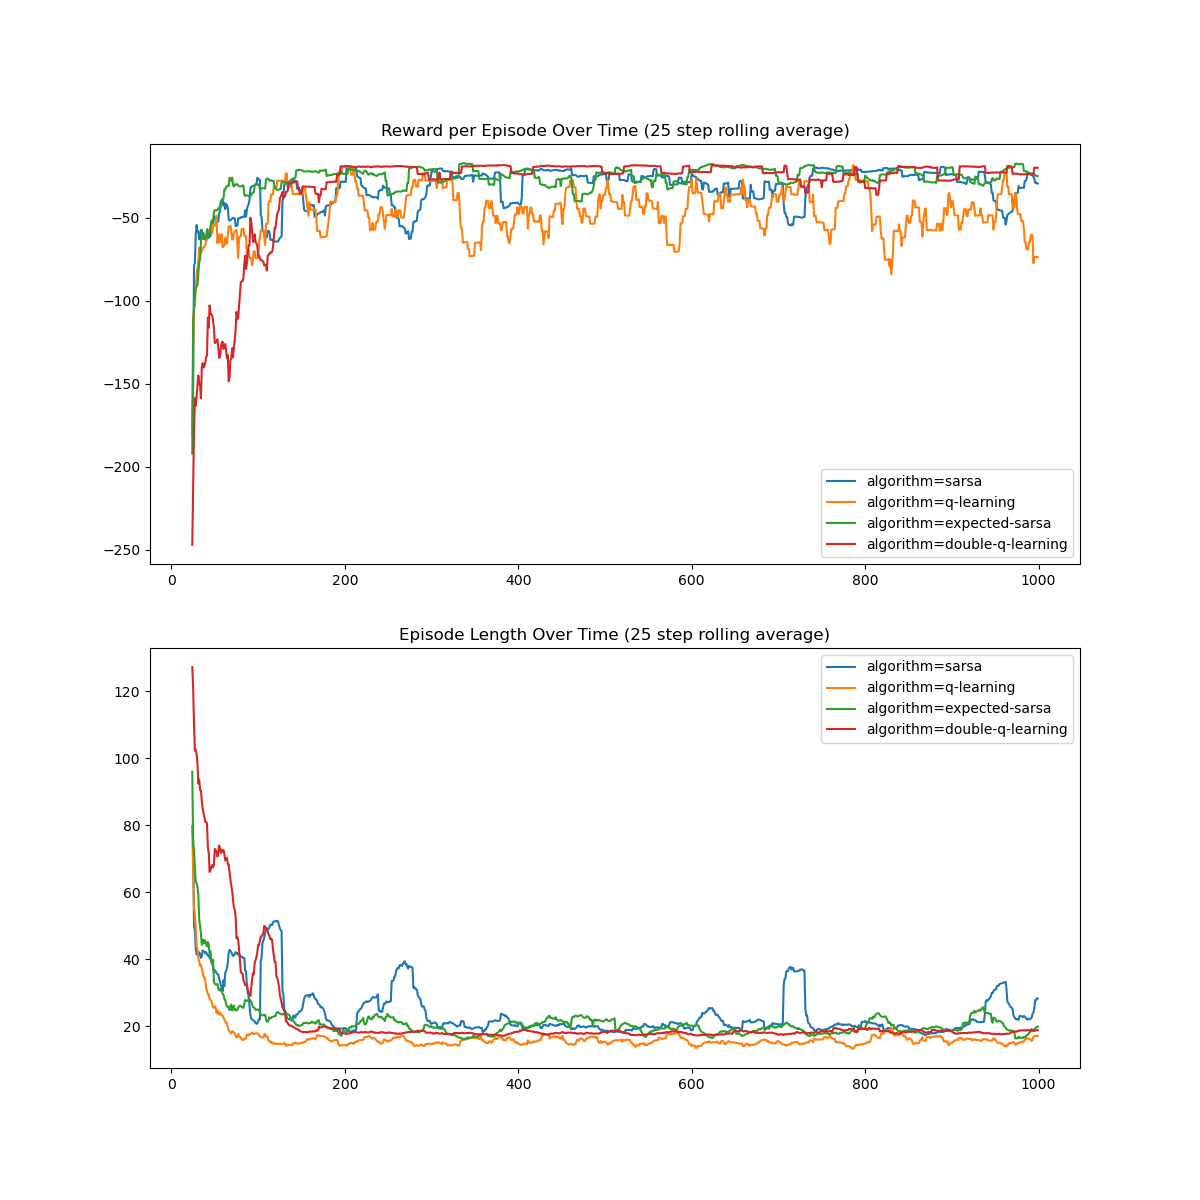 Reward per Episode Over Time (25 step rolling average)
−50
−100
−150
−200
−250
algorithm=sarsa
algorithm=q-learning
algorithm=expected-sarsa
algorithm=double-q-learning
0 200 400 600 800 1000
Episode Length Over Time (25 step rolling average)
algorithm=sarsa
algorithm=q-learning
algorithm=expected-sarsa
algorithm=double-q-learning
120
100
80
60
40
20
0 200 400 600 800 1000